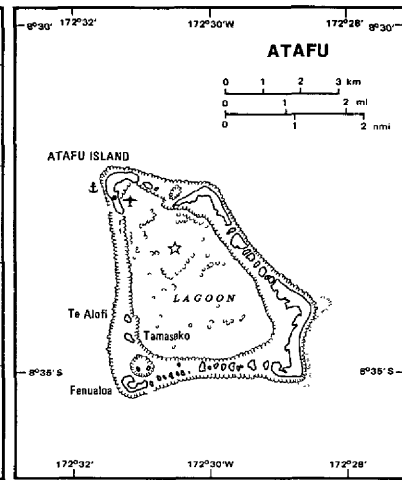 172°32' 172°30'W 172°28'
8°30' 8°30'
ATAFU
0 1 2 3 km
0 1 2 mi
0 1 2 nmi
ATAFU ISLAND
LAGOON
Te Alofi
Tamasako
8°35' S 8°35'S
Fenualoa
172°32' 172°30'W 172°28'